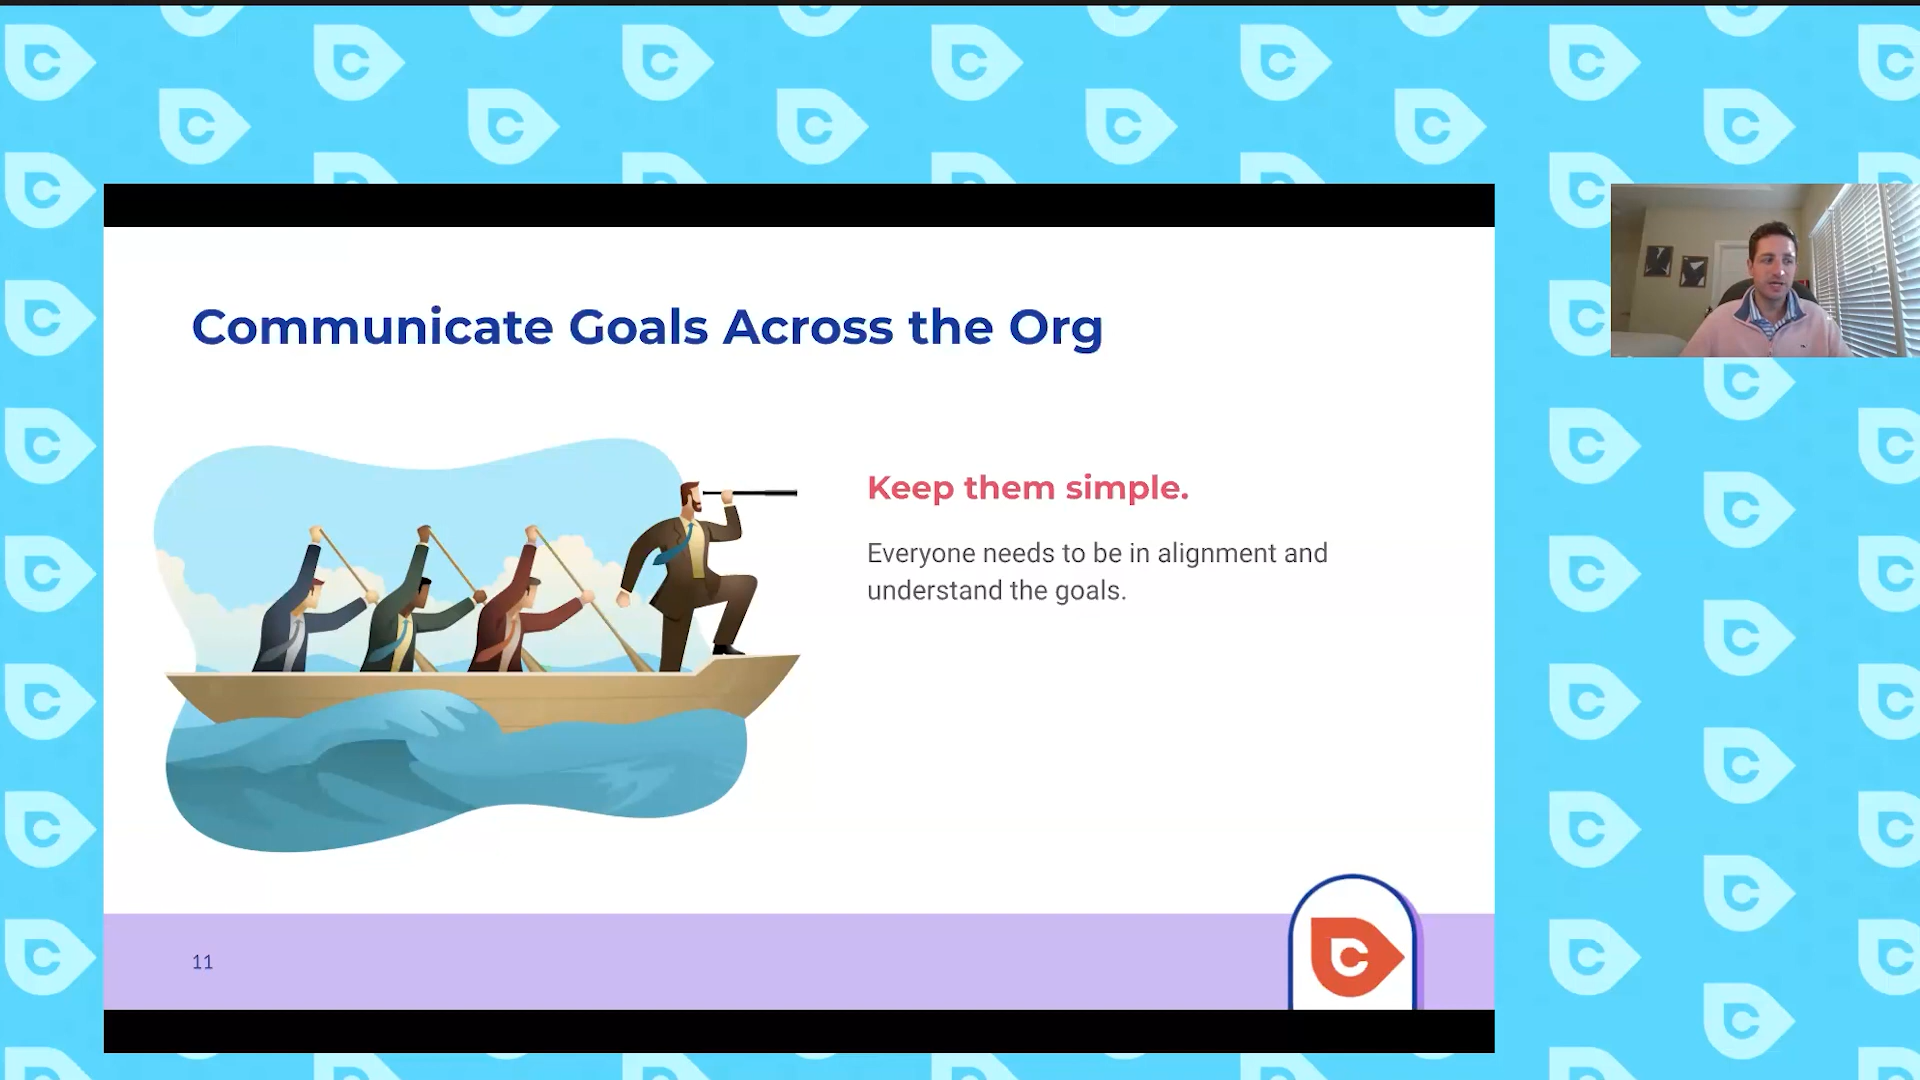 Communicate Goals Across the Org
Keep them simple.
Everyone needs to be in alignment and
understand the goals.
11
C